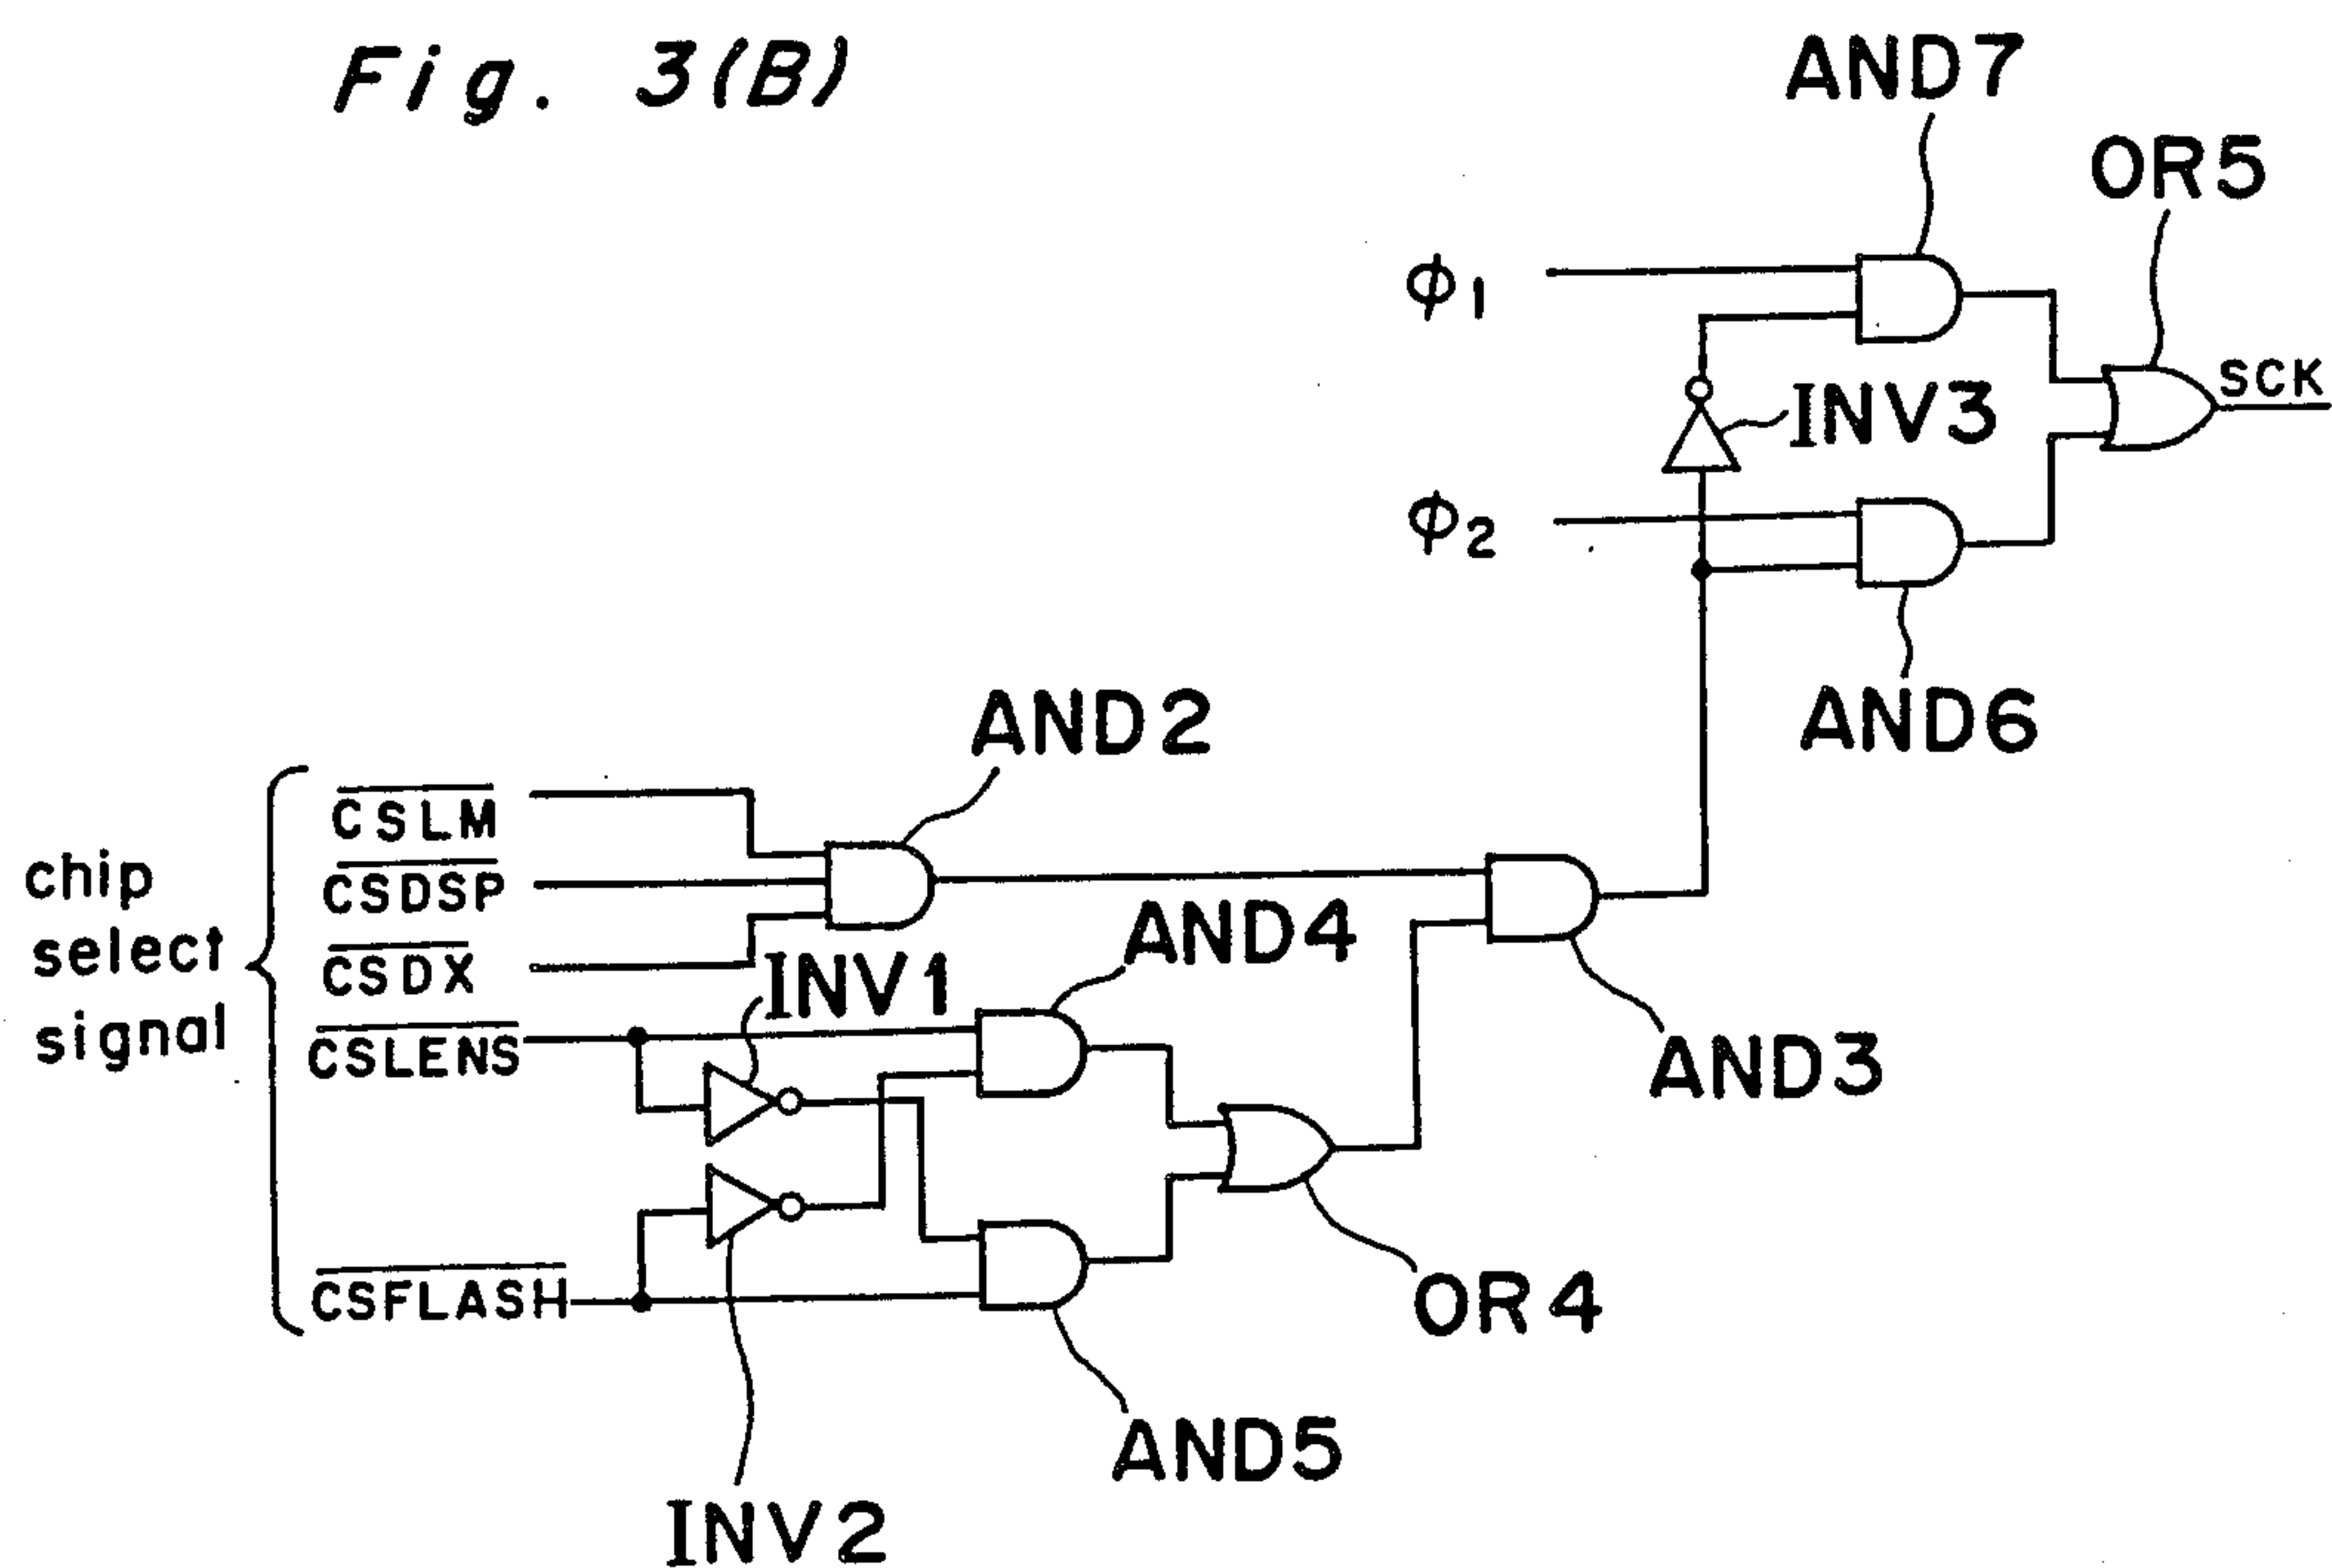 Fig. 3(B)
AND7
OR5
ϕ1
SCK
INV3
ϕ2
AND6
AND2
CSLM
chip
select
signal
CSDSP
AND4
CSDX
INV1
CSLENS
AND3
CSFLASH
OR4
AND5
INV2